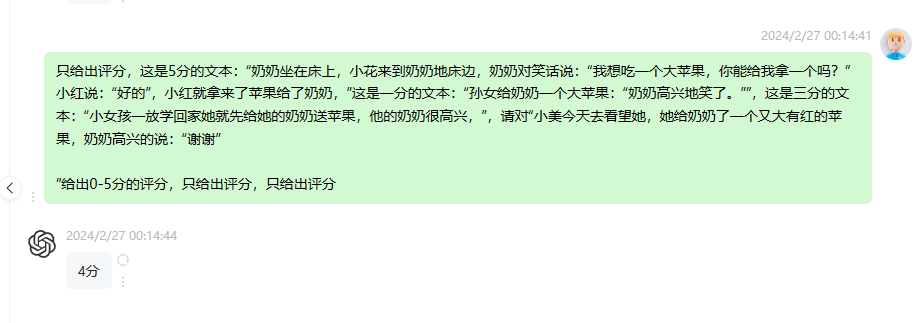 2024/2/27 00:14:41
只给出评分，这是5分的文本：“奶奶坐在床上，小花来到奶奶地床边，奶奶对笑话说：“我想吃一个大苹果，你能给我拿一个吗？”
小红说：“好的”，小红就拿来了苹果给了奶奶，”这是一分的文本：“孙女给奶奶一个大苹果：“奶奶高兴地笑了。””，这是三分的文
本：“小女孩一放学回家她就先给她的奶奶送苹果，他的奶奶很高兴，”，请对“小美今天去看望她，她给奶奶了一个又大有红的苹
果，奶奶高兴的说：“谢谢”
”给出0-5分的评分，只给出评分，只给出评分
2024/2/27 00:14:44
4分